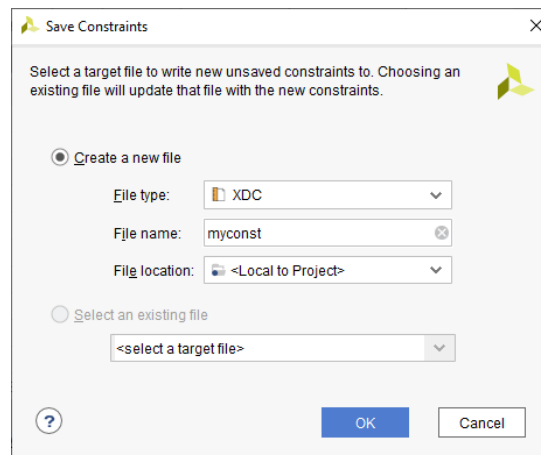 Save Constraints
Select a target file to write new unsaved constraints to. Choosing an
existing file will update that file with the new constraints.
Create a new file
File type: XDC
File name: myconst
File location: <Local to Project>
Select an existing file
<select a target file>
? OK Cancel